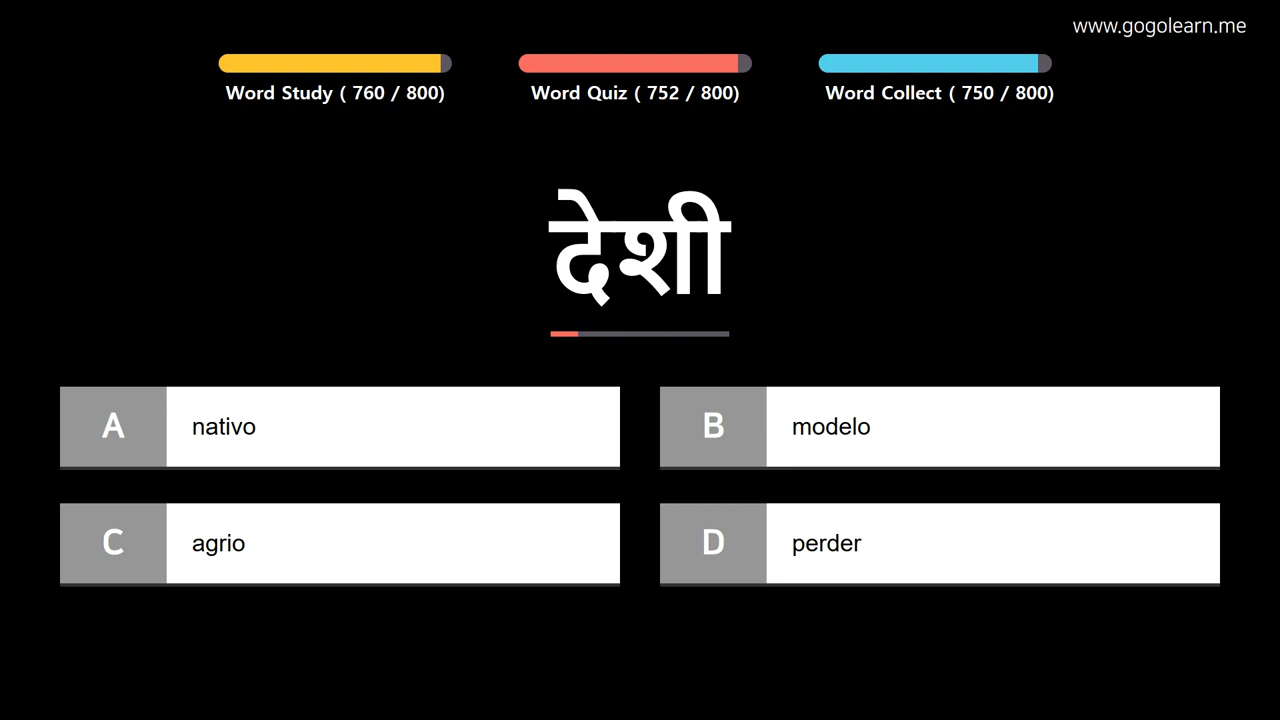 www.gogolearn.me
Word Study ( 760 / 800)
Word Quiz ( 752 / 800)
Word Collect ( 750 / 800)
देशी
A nativo
B modelo
C agrio
D perder